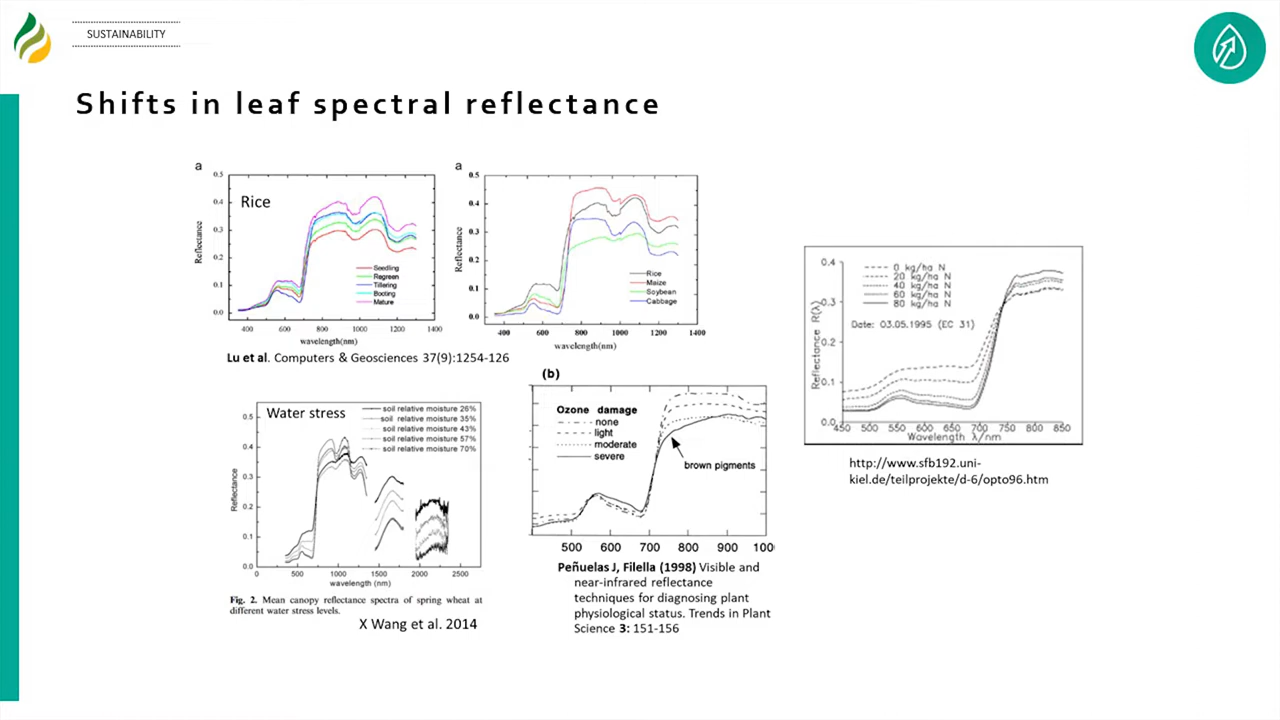 SUSTAINABILITY
Shifts in leaf spectral reflectance
a
Rice
Reflectance
0.5
0.4
0.3
0.2
0.1
0.0
Seedling
Regreen
Tillering
Booting
Mature
400 600 800 1000 1200 1400
wavelength(nm)
a
Reflectance
0.5
0.4
0.3
0.2
0.1
0.0
Rice
Maize
Soybean
Cabbage
400 600 800 1000 1200 1400
wavelength(nm)
Lu et al. Computers & Geosciences 37(9):1254-126
Water stress
soil relative moisture 26%
soil relative moisture 35%
soil relative moisture 43%
soil relative moisture 57%
soil relative moisture 70%
Reflectance
0.5
0.4
0.3
0.2
0.1
0.0
0 500 1000 1500 2000 2500
wavelength (nm)
Fig. 2. Mean canopy reflectance spectra of spring wheat at
different water stress levels.
X Wang et al. 2014
(b)
Ozone damage
none
light
moderate
severe
brown pigments
500 600 700 800 900 100
Peñuelas J, Filella (1998) Visible and
near-infrared reflectance
techniques for diagnosing plant
physiological status. Trends in Plant
Science 3: 151-156
Reflectance R(λ)
0.4
0.3
0.2
0.1
0.0
0 kg/ha N
20 kg/ha N
40 kg/ha N
60 kg/ha N
80 kg/ha N
Date: 03.05.1995 (EC 31)
450 500 550 600 650 700 750 800 850
Wavelength λ/nm
http://www.sfb192.uni-
kiel.de/teilprojekte/d-6/opto96.htm